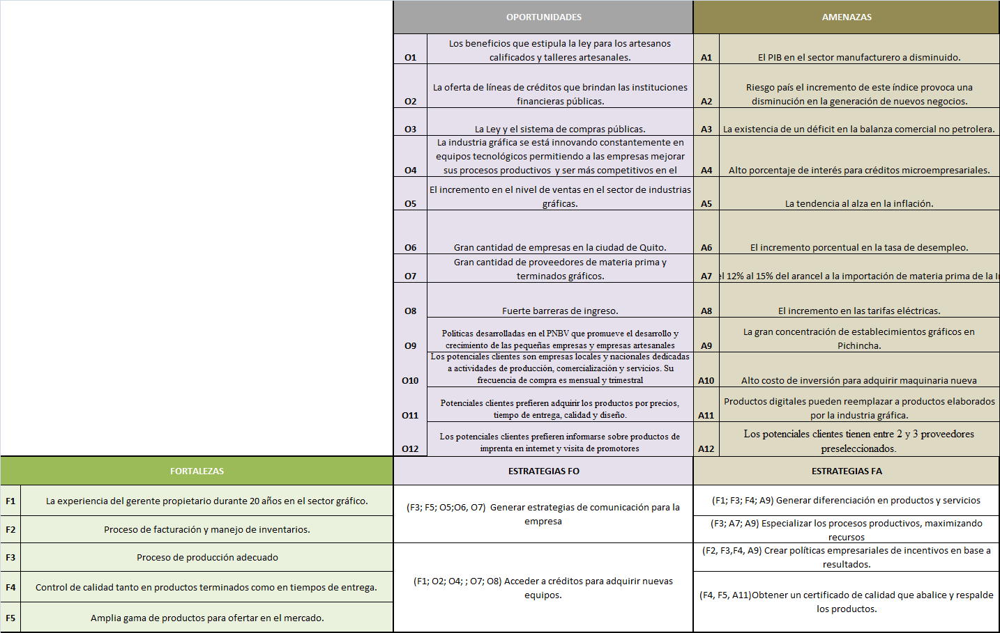 OPORTUNIDADES
AMENAZAS
O1
Los beneficios que estipula la ley para los artesanos
calificados y talleres artesanales.
A1
El PIB en el sector manufacturero a disminuido.
O2
La oferta de líneas de créditos que brindan las instituciones
financieras públicas.
A2
Riesgo país el incremento de este índice provoca una
disminución en la generación de nuevos negocios.
O3
La Ley y el sistema de compras públicas.
A3
La existencia de un déficit en la balanza comercial no petrolera.
O4
La industria gráfica se está innovando constantemente en
equipos tecnológicos permitiendo a las empresas mejorar
sus procesos productivos y ser más competitivos en el
A4
Alto porcentaje de interés para créditos microempresariales.
O5
El incremento en el nivel de ventas en el sector de industrias
gráficas.
A5
La tendencia al alza en la inflación.
O6
Gran cantidad de empresas en la ciudad de Quito.
A6
El incremento porcentual en la tasa de desempleo.
O7
Gran cantidad de proveedores de materia prima y
terminados gráficos.
A7
12% al 15% del arancel a la importación de materia prima de la
O8
Fuerte barreras de ingreso.
A8
El incremento en las tarifas eléctricas.
O9
Políticas desarrolladas en el PNBV que promueve el desarrollo y
crecimiento de las pequeñas empresas y empresas artesanales
A9
La gran concentración de establecimientos gráficos en
Pichincha.
O10
Los potenciales clientes son empresas locales y nacionales dedicadas
a actividades de producción, comercialización y servicios. Su
frecuencia de compra es mensual y trimestral
A10
Alto costo de inversión para adquirir maquinaria nueva
O11
Potenciales clientes prefieren adquirir los productos por precios,
tiempo de entrega, calidad y diseño.
A11
Productos digitales pueden reemplazar a productos elaborados
por la industria gráfica.
O12
Los potenciales clientes prefieren informarse sobre productos de
imprenta en internet y visita de promotores
A12
Los potenciales clientes tienen entre 2 y 3 proveedores
preseleccionados.
FORTALEZAS
ESTRATEGIAS FO
ESTRATEGIAS FA
F1
La experiencia del gerente propietario durante 20 años en el sector gráfico.
(F3; F5; O5;O6, O7) Generar estrategias de comunicación para la
empresa
(F1; F3; F4; A9) Generar diferenciación en productos y servicios
F2
Proceso de facturación y manejo de inventarios.
(F3; A7; A9) Especializar los procesos productivos, maximizando
recursos
F3
Proceso de producción adecuado
(F1; O2; O4; ; O7; O8) Acceder a créditos para adquirir nuevas
equipos.
(F2, F3,F4, A9) Crear políticas empresariales de incentivos en base a
resultados.
F4
Control de calidad tanto en productos terminados como en tiempos de entrega.
(F4, F5, A11)Obtener un certificado de calidad que abalice y respalde
los productos.
F5
Amplia gama de productos para ofertar en el mercado.